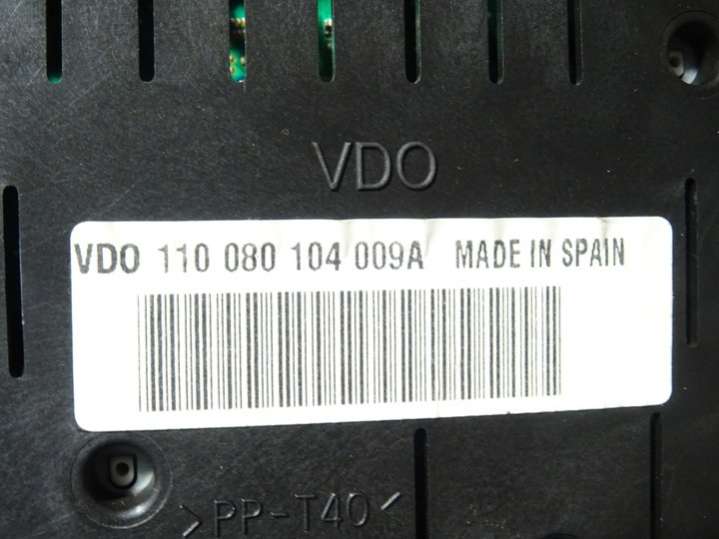 VDO
VDO 110 080 104 009A MADE IN SPAIN
>PP-T40<